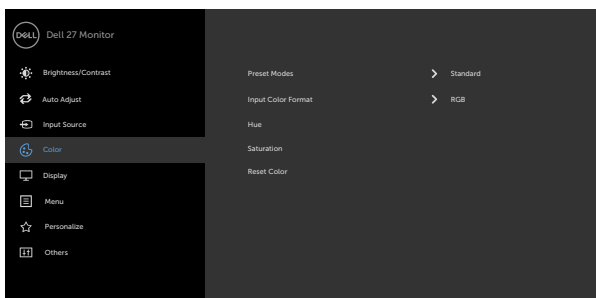 DELL Dell 27 Monitor
Brightness/Contrast
Auto Adjust
Input Source
Color
Display
Menu
Personalize
Others
Preset Modes Standard
Input Color Format RGB
Hue
Saturation
Reset Color